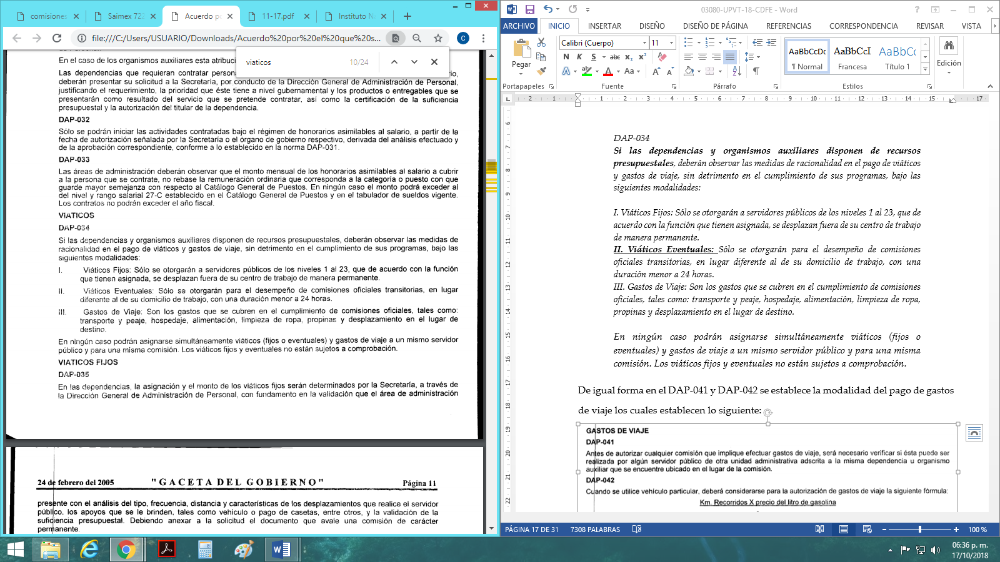 comisiones
Saimex 722
Acuerdo po
11-17.pdf
Instituto Na
file:///C:/Users/USUARIO/Downloads/Acuerdo%20por%20el%20que%20s...
C
viaticos
10/24
En el caso de los organismos auxiliares esta atribuci
Las dependencias que requieran contratar persona
deberán presentar su solicitud a la Secretaría, por conducto de la Dirección General de Administración de Personal,
justificando el requerimiento, la prioridad que éste tiene a nivel gubernamental y los productos o entregables que se
presentarán como resultado del servicio que se pretende contratar, así como la certificación de la suficiencia
presupuestal y la autorización del titular de la dependencia.
DAP-032
Sólo se podrán iniciar las actividades contratadas bajo el régimen de honorarios asimilables al salario, a partir de la
fecha de autorización señalada por la Secretaría o el órgano de gobierno respectivo, derivada del análisis efectuado y
de la aprobación correspondiente, conforme a lo establecido en la norma DAP-031.
DAP-033
Las áreas de administración deberán observar que el monto mensual de los honorarios asimilables al salario a cubrir
a la persona que se contrate, no rebase la remuneración ordinaria que corresponda a la categoría o puesto con que
guarde mayor semejanza con respecto al Catálogo General de Puestos. En ningún caso el monto podrá exceder al
del nivel y rango salarial 27-C establecido en el Catálogo General de Puestos y en el tabulador de sueldos vigente.
Los contratos no podrán exceder el año fiscal.
VIATICOS
DAP-034
Si las dependencias y organismos auxiliares disponen de recursos presupuestales, deberán observar las medidas de
racionalidad en el pago de viáticos y gastos de viaje, sin detrimento en el cumplimiento de sus programas, bajo las
siguientes modalidades:
I. Viáticos Fijos: Sólo se otorgarán a servidores públicos de los niveles 1 al 23, que de acuerdo con la función
que tienen asignada, se desplazan fuera de su centro de trabajo de manera permanente.
II. Viáticos Eventuales: Sólo se otorgarán para el desempeño de comisiones oficiales transitorias, en lugar
diferente al de su domicilio de trabajo, con una duración menor a 24 horas.
III. Gastos de Viaje: Son los gastos que se cubren en el cumplimiento de comisiones oficiales, tales como:
transporte y peaje, hospedaje, alimentación, limpieza de ropa, propinas y desplazamiento en el lugar de
destino.
En ningún caso podrán asignarse simultáneamente viáticos (fijos o eventuales) y gastos de viaje a un mismo servidor
público y para una misma comisión. Los viáticos fijos y eventuales no están sujetos a comprobación.
VIATICOS FIJOS
DAP-035
En las dependencias, la asignación y el monto de los viáticos fijos serán determinados por la Secretaría, a través de
la Dirección General de Administración de Personal, con fundamento en la validación que el área de administración
24 de febrero del 2005 "GACETA DEL GOBIERNO" Página 11
presente con el análisis del tipo, frecuencia, distancia y características de los desplazamientos que realice el servidor
público, los apoyos que se le brinden, tales como vehículo o pago de casetas, entre otros, y la validación de la
suficiencia presupuestal. Debiendo anexar a la solicitud el documento que avale una comisión de carácter
permanente.
03080-UPVT-18-CDFE - Word
ARCHIVO INICIO INSERTAR DISEÑO DISEÑO DE PÁGINA REFERENCIAS CORRESPONDENCIA REVISAR VISTA
Pegar
Calibri (Cuerpo) 11
N K S abc x₂ x²
A ab A Aa A A
AaBbCcDc AaBbCcI AaBbCc
¶ Normal Francesa Título 1
Edición
Portapapeles Fuente Párrafo Estilos
2 1 1 2 3 4 5 6 7 8 9 10 11 12 13 14 15 17
6
7
8
9
10
11
12
13
14
15
16
17
18
19
20
21
22
DAP-034
Si las dependencias y organismos auxiliares disponen de recursos
presupuestales, deberán observar las medidas de racionalidad en el pago de viáticos
y gastos de viaje, sin detrimento en el cumplimiento de sus programas, bajo las
siguientes modalidades:
I. Viáticos Fijos: Sólo se otorgarán a servidores públicos de los niveles 1 al 23, que de
acuerdo con la función que tienen asignada, se desplazan fuera de su centro de trabajo
de manera permanente.
II. Viáticos Eventuales: Sólo se otorgarán para el desempeño de comisiones
oficiales transitorias, en lugar diferente al de su domicilio de trabajo, con una
duración menor a 24 horas.
III. Gastos de Viaje: Son los gastos que se cubren en el cumplimiento de comisiones
oficiales, tales como: transporte y peaje, hospedaje, alimentación, limpieza de ropa,
propinas y desplazamiento en el lugar de destino.
En ningún caso podrán asignarse simultáneamente viáticos (fijos o
eventuales) y gastos de viaje a un mismo servidor público y para una misma
comisión. Los viáticos fijos y eventuales no están sujetos a comprobación.
De igual forma en el DAP-041 y DAP-042 se establece la modalidad del pago de gastos
de viaje los cuales establecen lo siguiente:
GASTOS DE VIAJE
DAP-041
Antes de autorizar cualquier comisión que implique efectuar gastos de viaje, será necesario verificar si ésta puede ser
realizada por algún servidor público de otra unidad administrativa adscrita a la misma dependencia u organismo
auxiliar que se encuentre ubicado en el lugar de la comisión.
DAP-042
Cuando se utilice vehículo particular, deberá considerarse para la autorización de gastos de viaje la siguiente fórmula:
Km. Recorridos X precio del litro de gasolina
PÁGINA 17 DE 31 7308 PALABRAS 100 %
06:36 p. m.
17/10/2018